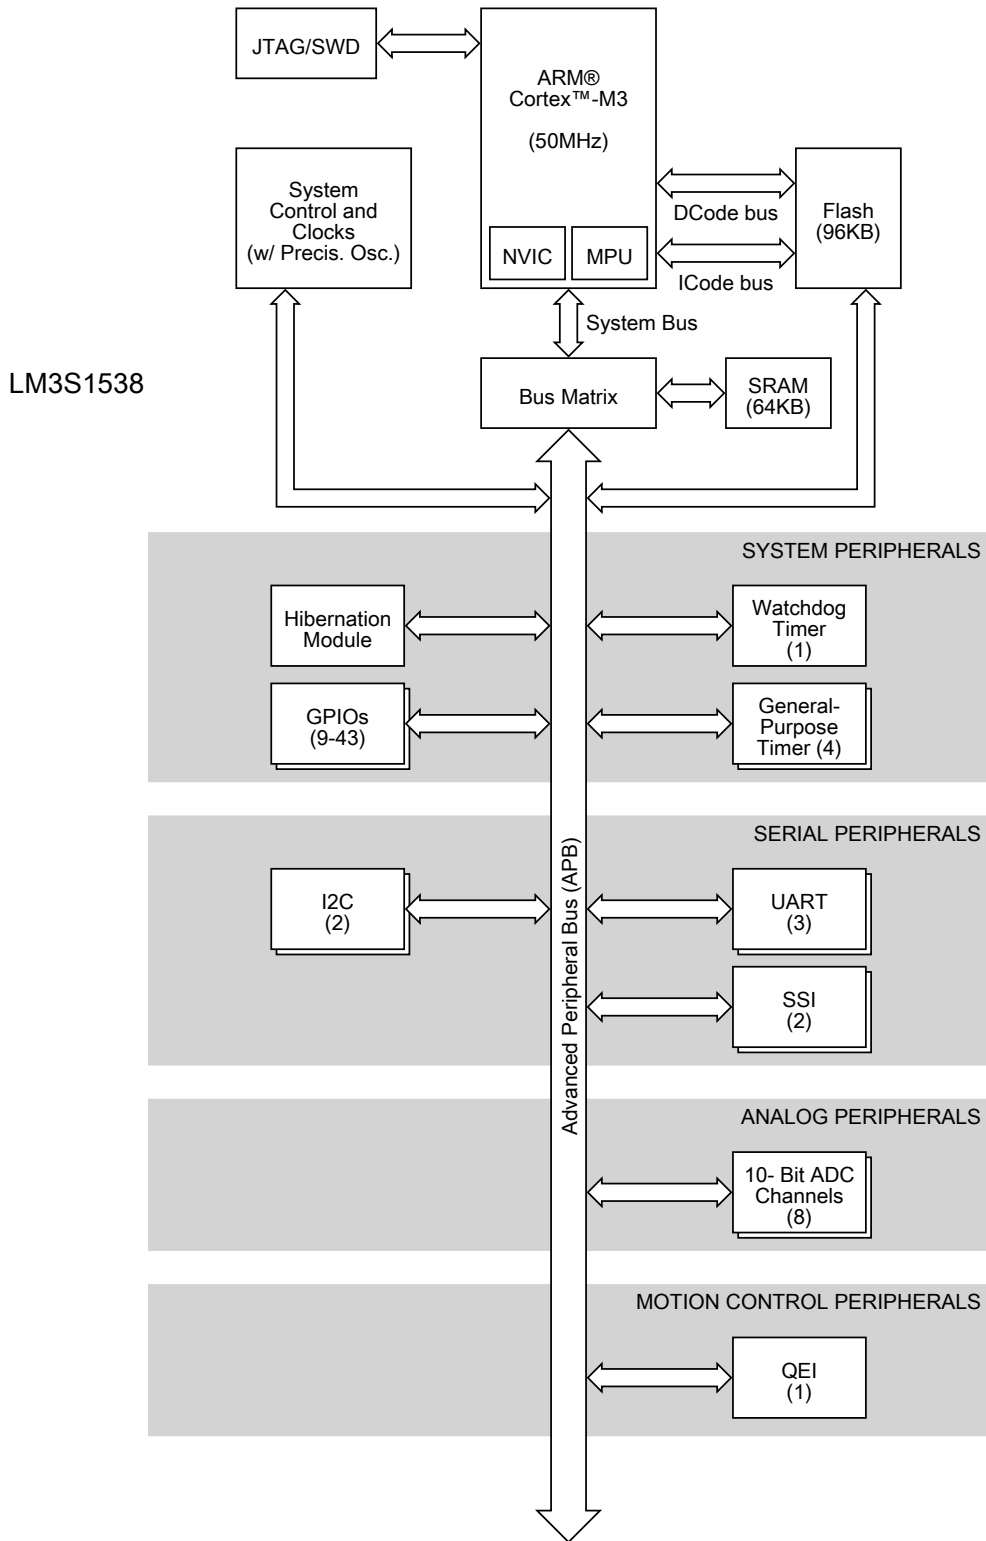 JTAG/SWD
ARM®
Cortex™-M3
(50MHz)
NVIC
MPU
System
Control and
Clocks
(w/ Precis. Osc.)
DCode bus
ICode bus
Flash
(96KB)
System Bus
LM3S1538
Bus Matrix
SRAM
(64KB)
SYSTEM PERIPHERALS
Hibernation
Module
Watchdog
Timer
(1)
GPIOs
(9-43)
General-
Purpose
Timer (4)
Advanced Peripheral Bus (APB)
SERIAL PERIPHERALS
I2C
(2)
UART
(3)
SSI
(2)
ANALOG PERIPHERALS
10- Bit ADC
Channels
(8)
MOTION CONTROL PERIPHERALS
QEI
(1)